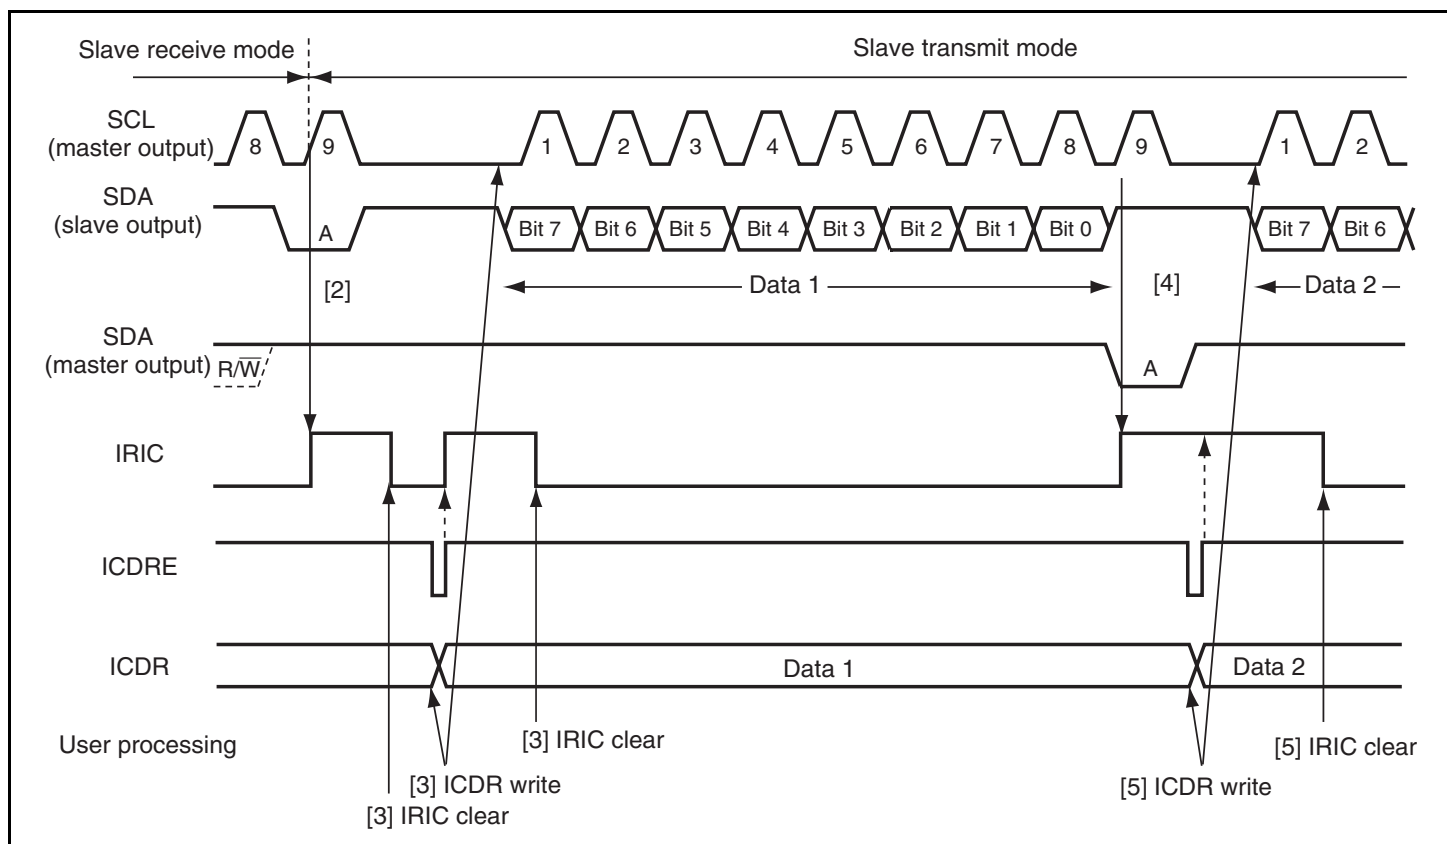 Slave receive mode
Slave transmit mode
SCL
(master output)
8 9 1 2 3 4 5 6 7 8 9 1 2
SDA
(slave output)
A Bit 7 Bit 6 Bit 5 Bit 4 Bit 3 Bit 2 Bit 1 Bit 0 Bit 7 Bit 6
[2] Data 1 [4] Data 2
SDA
(master output)
R/W̅
A
IRIC
ICDRE
ICDR
Data 1
Data 2
User processing
[3] IRIC clear
[5] IRIC clear
[3] ICDR write
[5] ICDR write
[3] IRIC clear